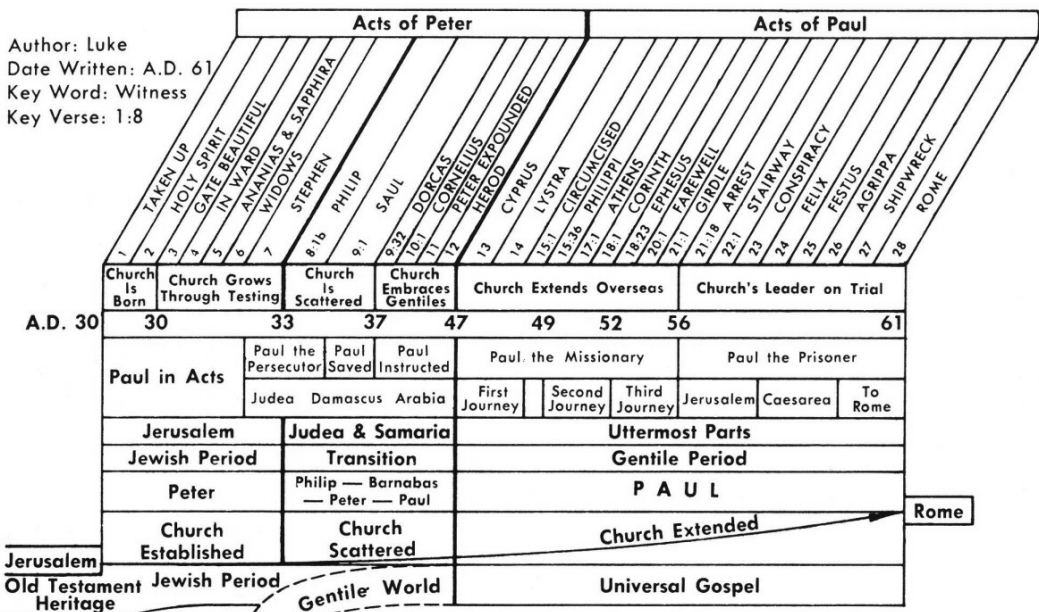 Acts of Peter
Acts of Paul
Author: Luke
Date Written: A.D. 61
Key Word: Witness
Key Verse: 1:8
TAKEN UP
HOLY SPIRIT
GATE BEAUTIFUL
IN WARD
ANANIAS & SAPPHIRA
WIDOWS
STEPHEN
PHILIP
SAUL
DORCAS
CORNELIUS
PETER EXPOUNDED
HEROD
CYPRUS
LYSTRA
CIRCUMCISED
PHILIPPI
ATHENS
CORINTH
EPHESUS
FAREWELL
GIRDLE
ARREST
STAIRWAY
CONSPIRACY
FELIX
FESTUS
AGRIPPA
SHIPWRECK
ROME
1 2 3 4 5 6 7 8:1b 9:1 9:32 10:1 11 12 13 14 15:1 15:36 17:1 18:1 18:23 20:1 21:1 21:18 22:1 23 24 25 26 27 28
Church
Is
Born
Church Grows
Through Testing
Church
Is
Scattered
Church
Embraces
Gentiles
Church Extends Overseas
Church's Leader on Trial
A.D. 30 30 33 37 47 49 52 56 61
Paul in Acts
Paul the
Persecutor
Paul
Saved
Paul
Instructed
Paul the Missionary
Paul the Prisoner
Judea Damascus Arabia
First
Journey
Second
Journey
Third
Journey
Jerusalem
Caesarea
To
Rome
Jerusalem
Judea & Samaria
Uttermost Parts
Jewish Period
Transition
Gentile Period
Peter
Philip — Barnabas
— Peter — Paul
PAUL
Church
Established
Church
Scattered
Church Extended
Rome
Jerusalem
Old Testament
Heritage
Jewish Period
Gentile World
Universal Gospel